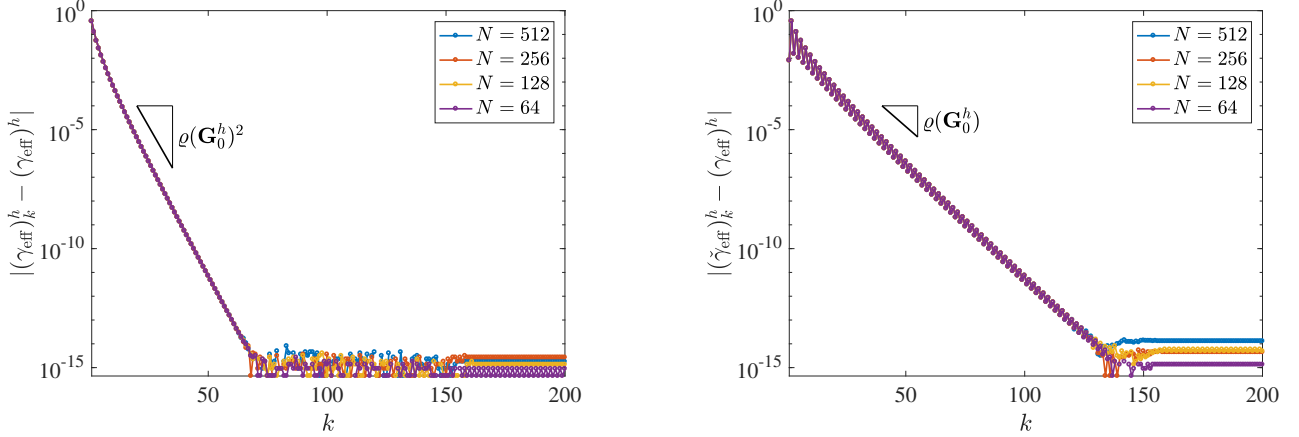 10^0
10^{-5}
10^{-10}
10^{-15}
|(γ_eff)^h_k − (γ_eff)^h|
N = 512
N = 256
N = 128
N = 64
ϱ(G^h_0)^2
50
100
150
200
k
10^0
10^{-5}
10^{-10}
10^{-15}
|(γ̌_eff)^h_k − (γ_eff)^h|
N = 512
N = 256
N = 128
N = 64
ϱ(G^h_0)
50
100
150
200
k